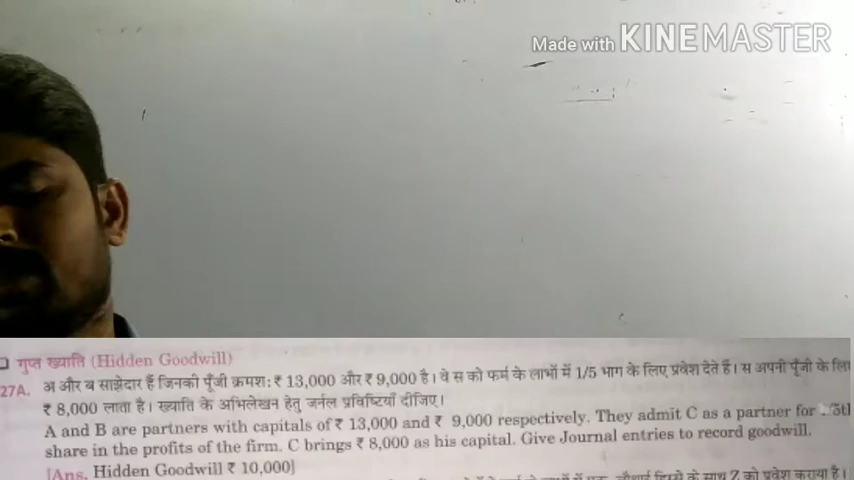 Made with KINEMASTER
❑ गुप्त ख्याति (Hidden Goodwill)
27A. अ और ब साझेदार हैं जिनकी पूँजी क्रमश: ₹ 13,000 और ₹ 9,000 है। वे स को फर्म के लाभों में 1/5 भाग के लिए प्रवेश देते हैं। स अपनी पूँजी के लिए
₹ 8,000 लाता है। ख्याति के अभिलेखन हेतु जर्नल प्रविष्टियाँ दीजिए।
A and B are partners with capitals of ₹ 13,000 and ₹ 9,000 respectively. They admit C as a partner for
share in the profits of the firm. C brings ₹ 8,000 as his capital. Give Journal entries to record goodwill.
[Ans. Hidden Goodwill ₹ 10,000]
के साथ Z को प्रवेश कराया है।